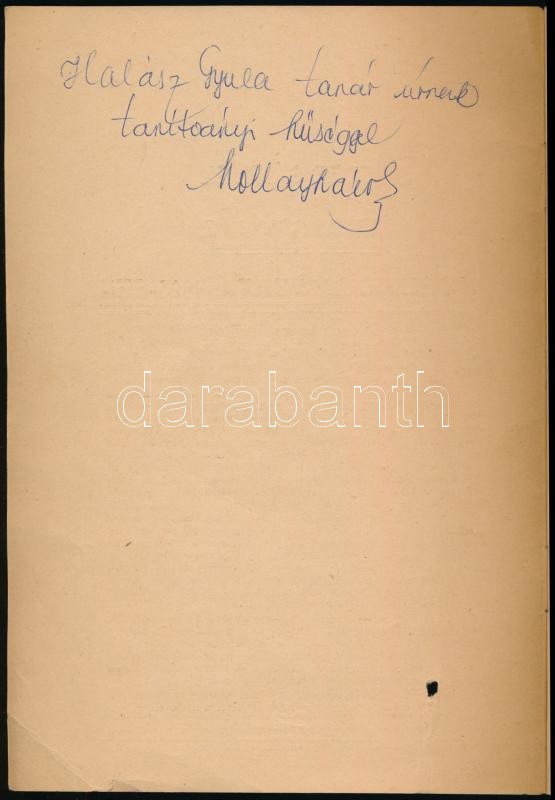 Halász Gyula tanár úrnak
tanítványi hűséggel
Mollay Károly
darabanth